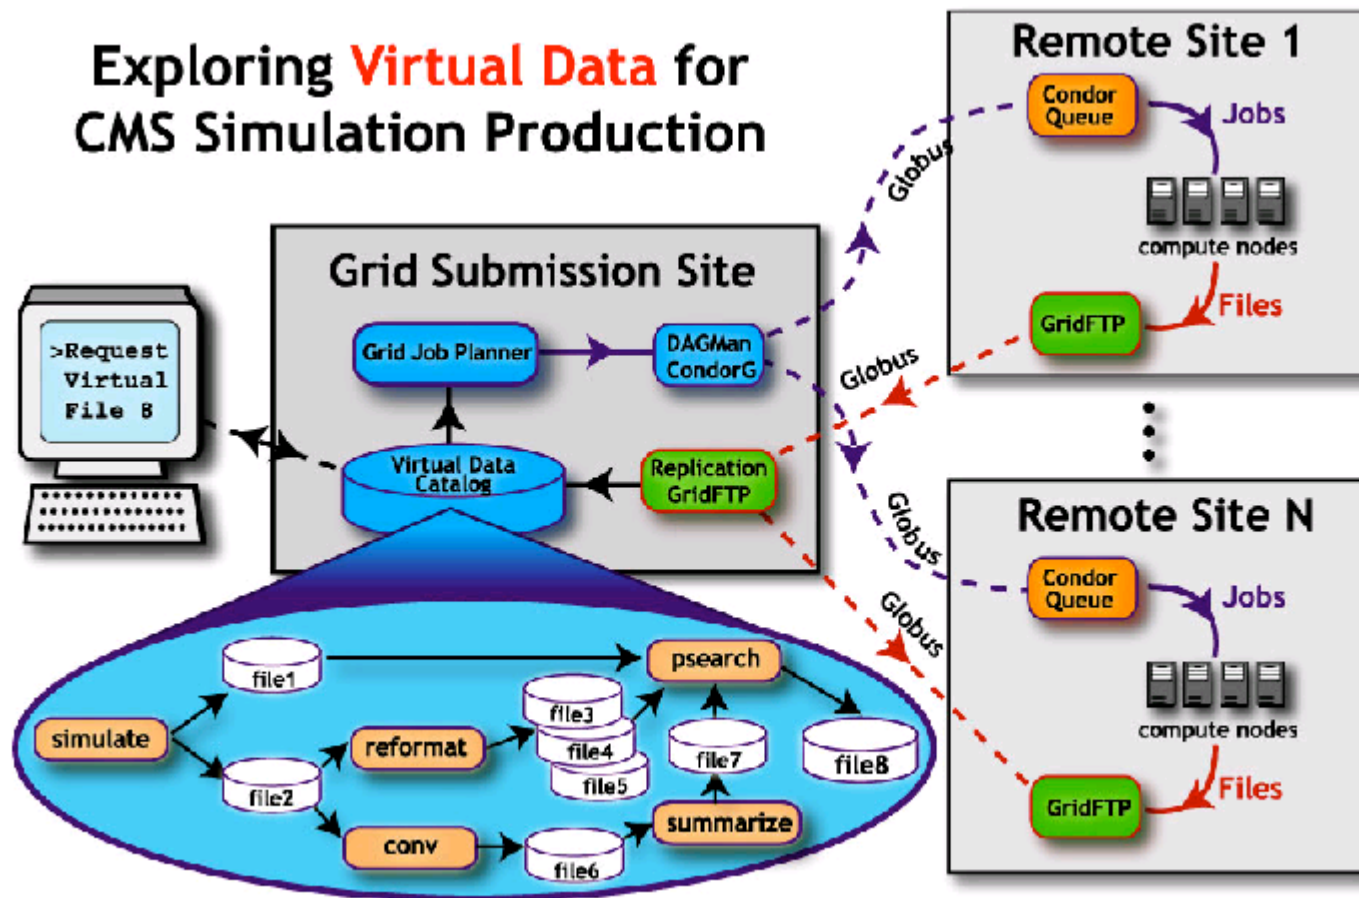 Exploring Virtual Data for
CMS Simulation Production
Grid Submission Site
>Request
Virtual
File 8
Grid Job Planner
DAGMan
CondorG
Virtual Data
Catalog
Replication
GridFTP
Globus
Globus
Globus
Globus
Remote Site 1
Condor
Queue
Jobs
compute nodes
Files
GridFTP
Remote Site N
Condor
Queue
Jobs
compute nodes
Files
GridFTP
simulate
file1
file2
reformat
conv
file3
file4
file5
file6
psearch
file7
summarize
file8